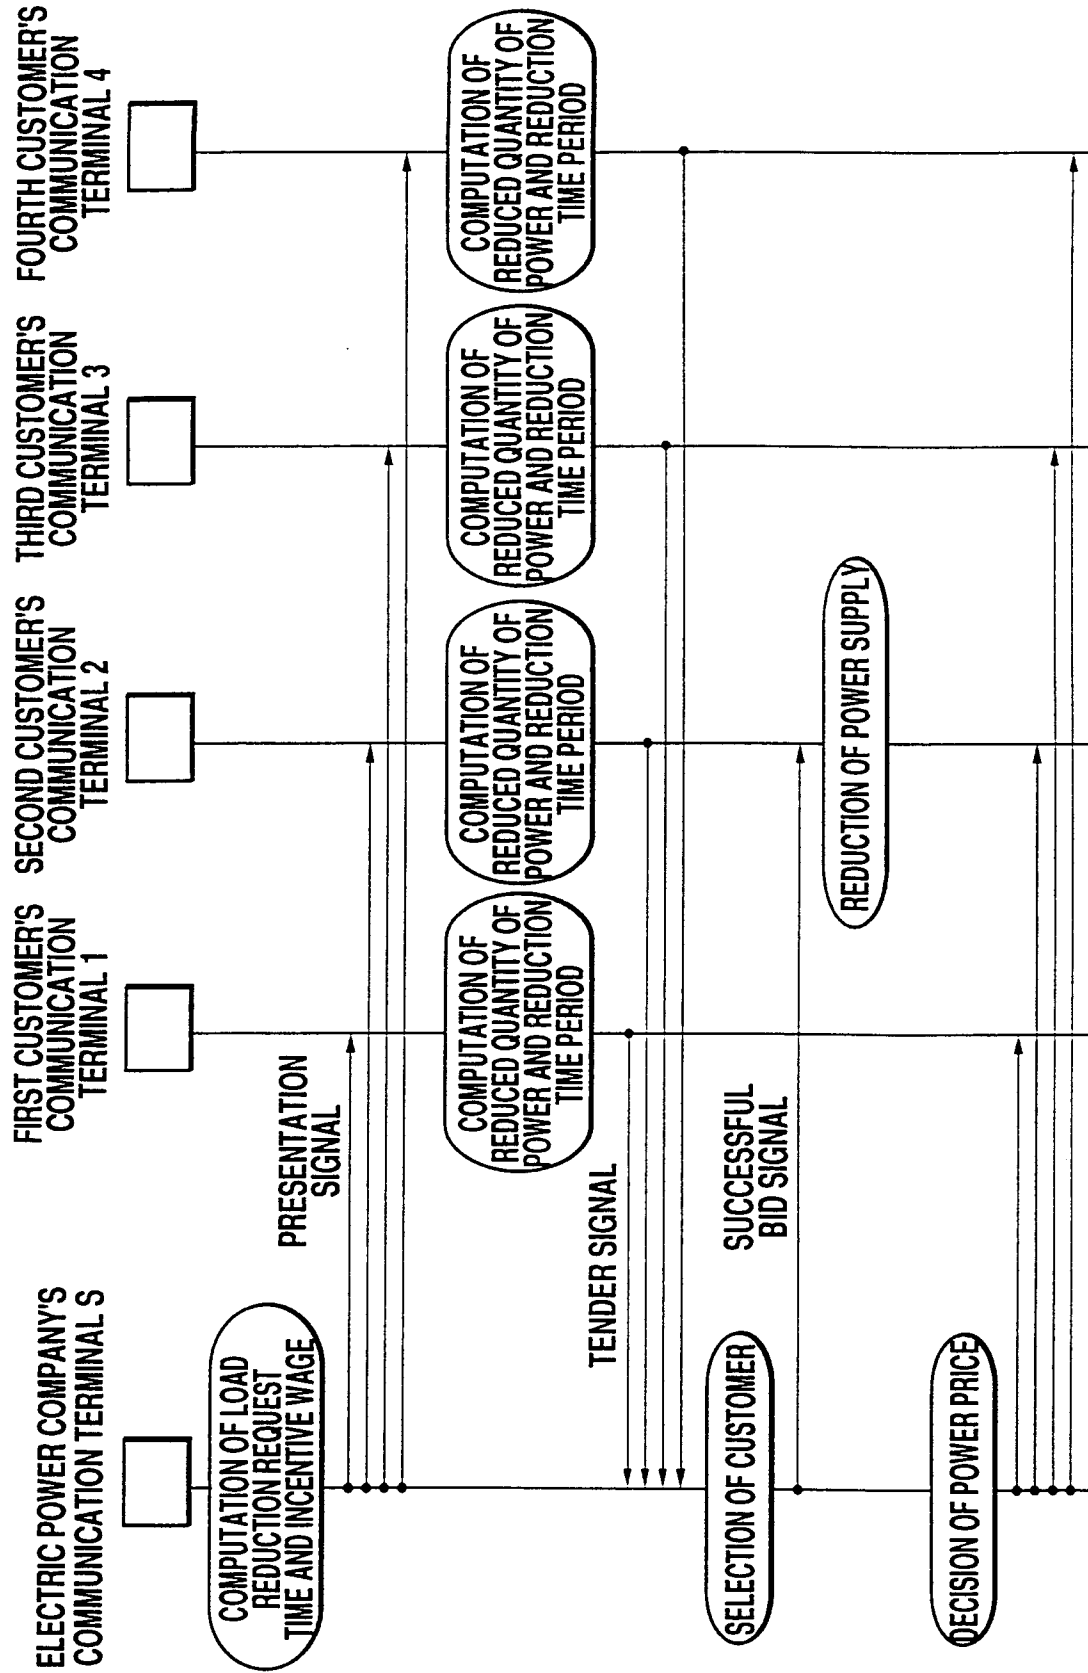 ELECTRIC POWER COMPANY'S
COMMUNICATION TERMINAL S
FIRST CUSTOMER'S
COMMUNICATION
TERMINAL 1
SECOND CUSTOMER'S
COMMUNICATION
TERMINAL 2
THIRD CUSTOMER'S
COMMUNICATION
TERMINAL 3
FOURTH CUSTOMER'S
COMMUNICATION
TERMINAL 4
COMPUTATION OF LOAD
REDUCTION REQUEST
TIME AND INCENTIVE WAGE
PRESENTATION
SIGNAL
COMPUTATION OF
REDUCED QUANTITY OF
POWER AND REDUCTION
TIME PERIOD
COMPUTATION OF
REDUCED QUANTITY OF
POWER AND REDUCTION
TIME PERIOD
COMPUTATION OF
REDUCED QUANTITY OF
POWER AND REDUCTION
TIME PERIOD
COMPUTATION OF
REDUCED QUANTITY OF
POWER AND REDUCTION
TIME PERIOD
TENDER SIGNAL
SELECTION OF CUSTOMER
SUCCESSFUL
BID SIGNAL
REDUCTION OF POWER SUPPLY
DECISION OF POWER PRICE